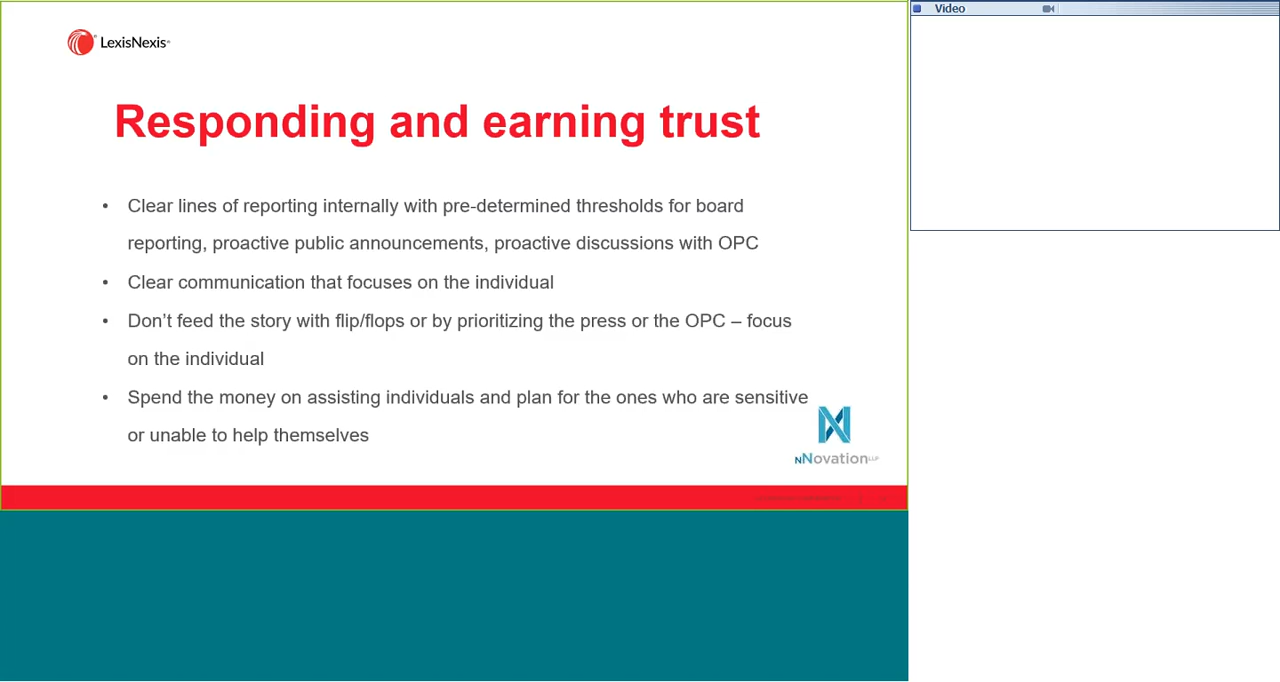 Video
LexisNexis®
Responding and earning trust
• Clear lines of reporting internally with pre-determined thresholds for board
reporting, proactive public announcements, proactive discussions with OPC
• Clear communication that focuses on the individual
• Don’t feed the story with flip/flops or by prioritizing the press or the OPC – focus
on the individual
• Spend the money on assisting individuals and plan for the ones who are sensitive
or unable to help themselves
NNovation LLP